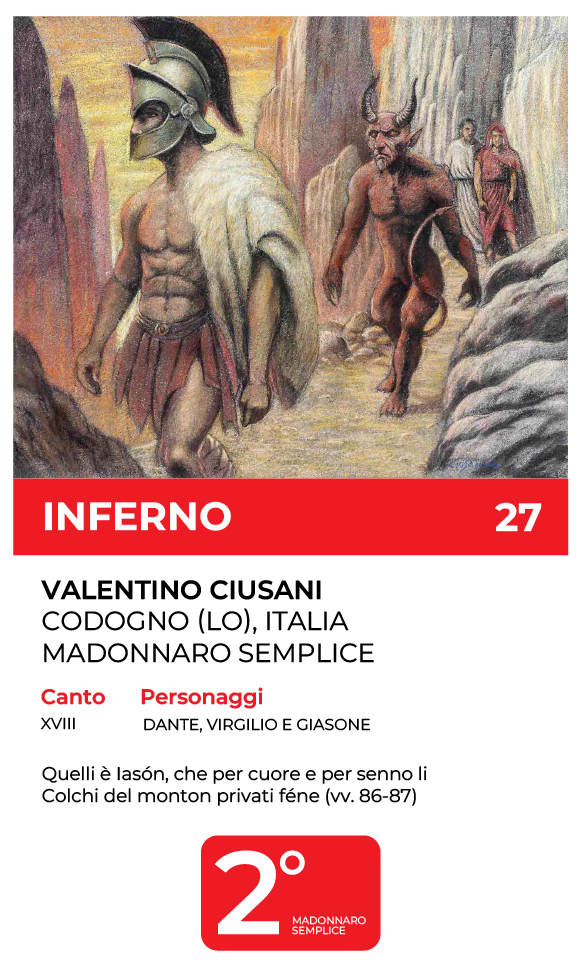 INFERNO 27
VALENTINO CIUSANI
CODOGNO (LO), ITALIA
MADONNARO SEMPLICE
Canto Personaggi
XVIII DANTE, VIRGILIO E GIASONE
Quelli è Iasón, che per cuore e per senno li
Colchi del monton privati féne (vv. 86-87)
2°
MADONNARO
SEMPLICE